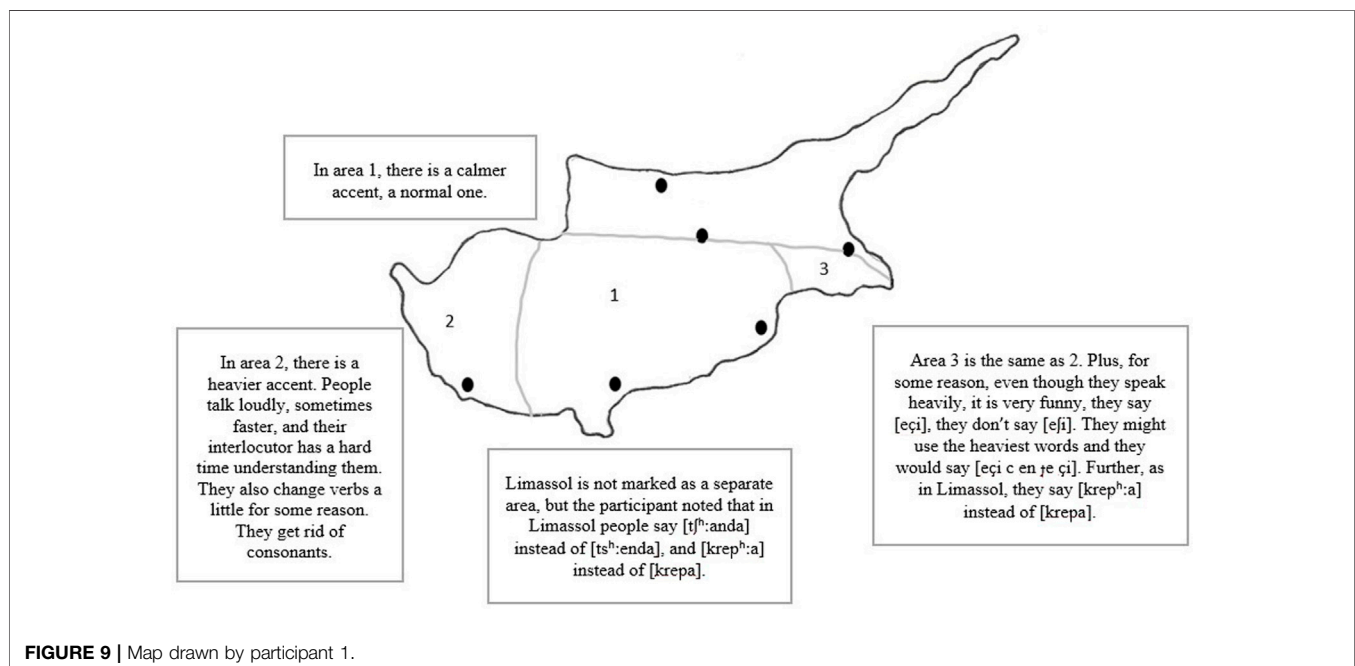 In area 1, there is a calmer
accent, a normal one.
3
1
2
In area 2, there is a
heavier accent. People
talk loudly, sometimes
faster, and their
interlocutor has a hard
time understanding them.
They also change verbs a
little for some reason.
They get rid of
consonants.
Limassol is not marked as a separate
area, but the participant noted that in
Limassol people say [tʃʰ:anda]
instead of [tsʰ:enda], and [krepʰ:a]
instead of [krepa].
Area 3 is the same as 2. Plus, for
some reason, even though they speak
heavily, it is very funny, they say
[eçi], they don't say [eʃi]. They might
use the heaviest words and they
would say [eçi c en ɟe çi]. Further, as
in Limassol, they say [krepʰ:a]
instead of [krepa].
FIGURE 9 | Map drawn by participant 1.